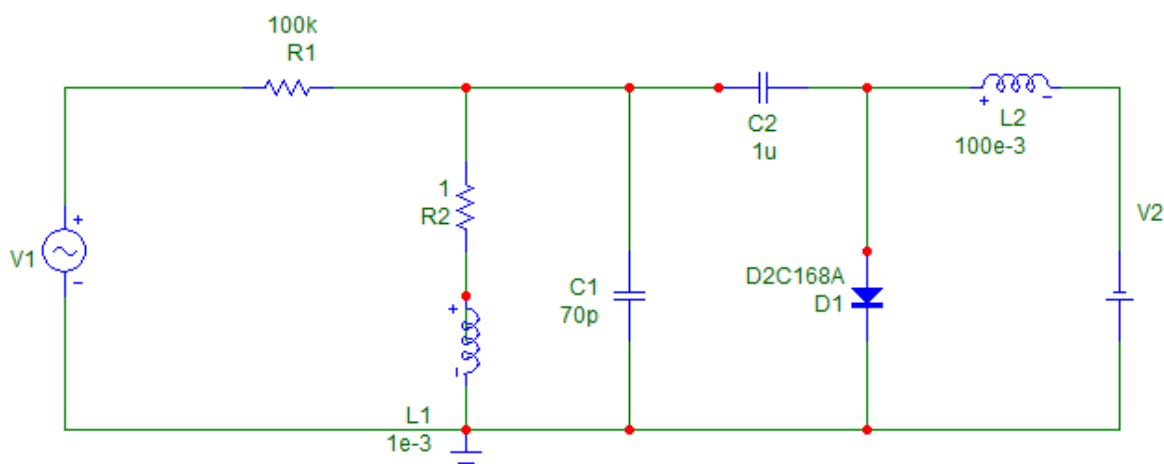 100k
R1
C2
1u
L2
100e-3
1
R2
V1
+
-
V2
D2C168A
D1
C1
70p
+
-
+
-
L1
1e-3